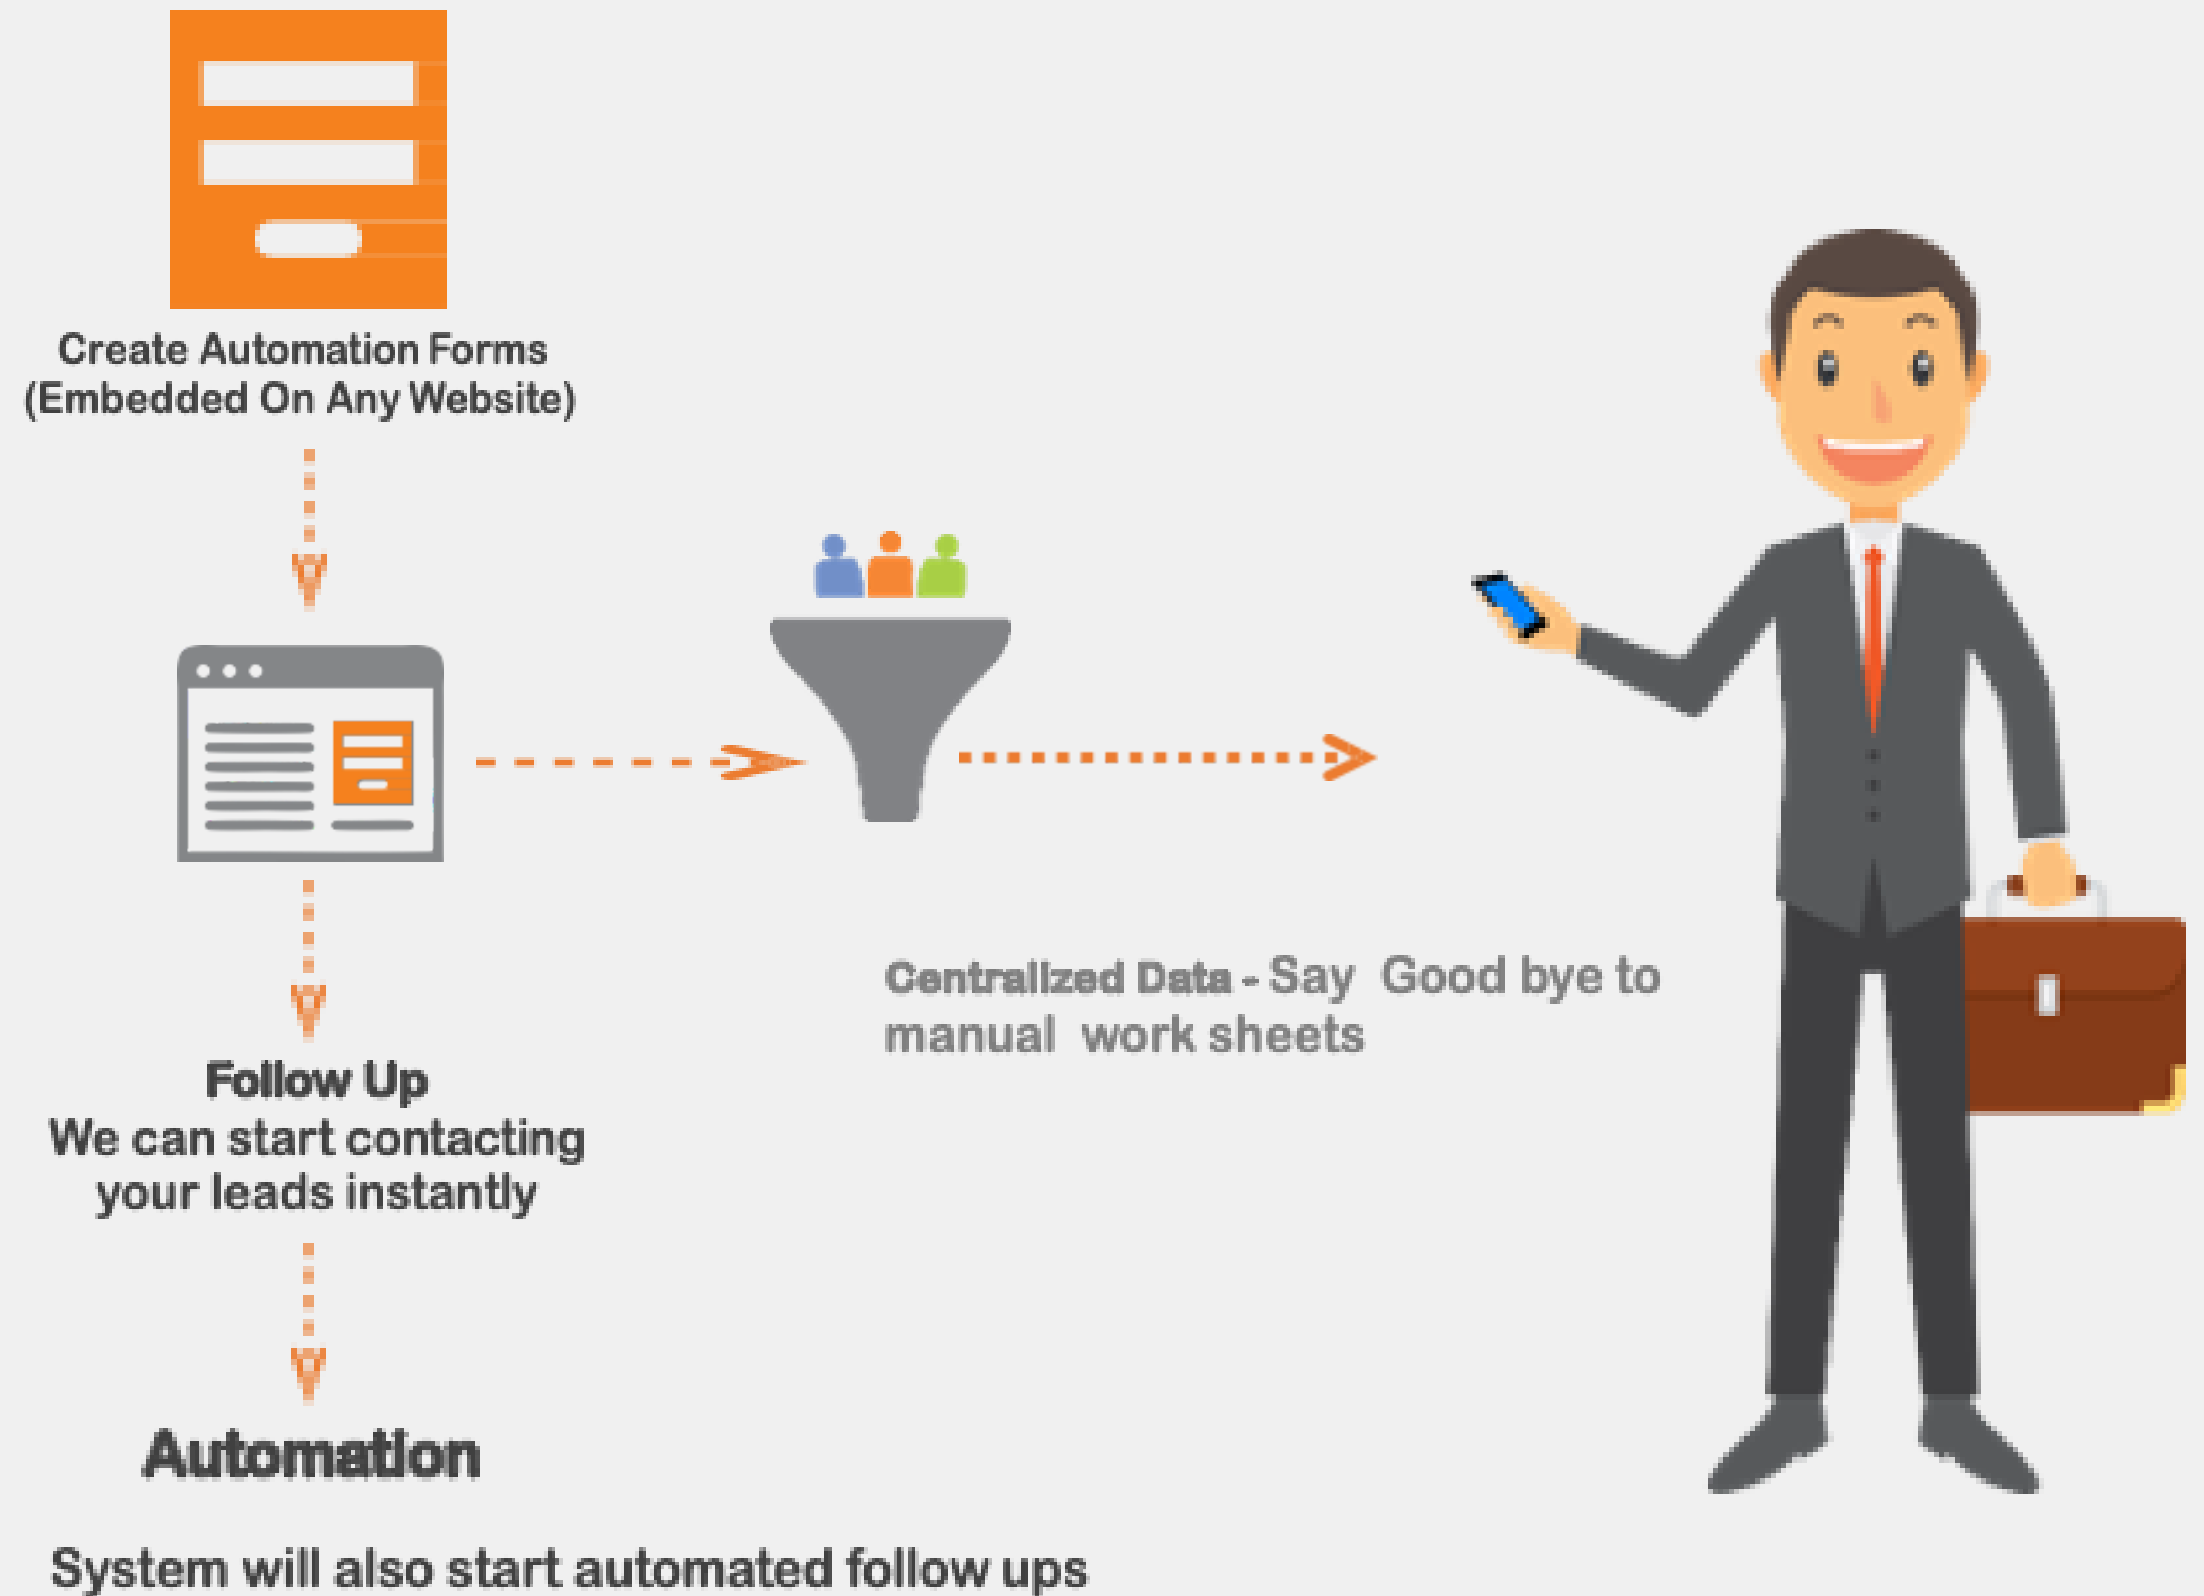 Create Automation Forms
(Embedded On Any Website)
Centralized Data - Say Good bye to
manual work sheets
Follow Up
We can start contacting
your leads instantly
Automation
System will also start automated follow ups